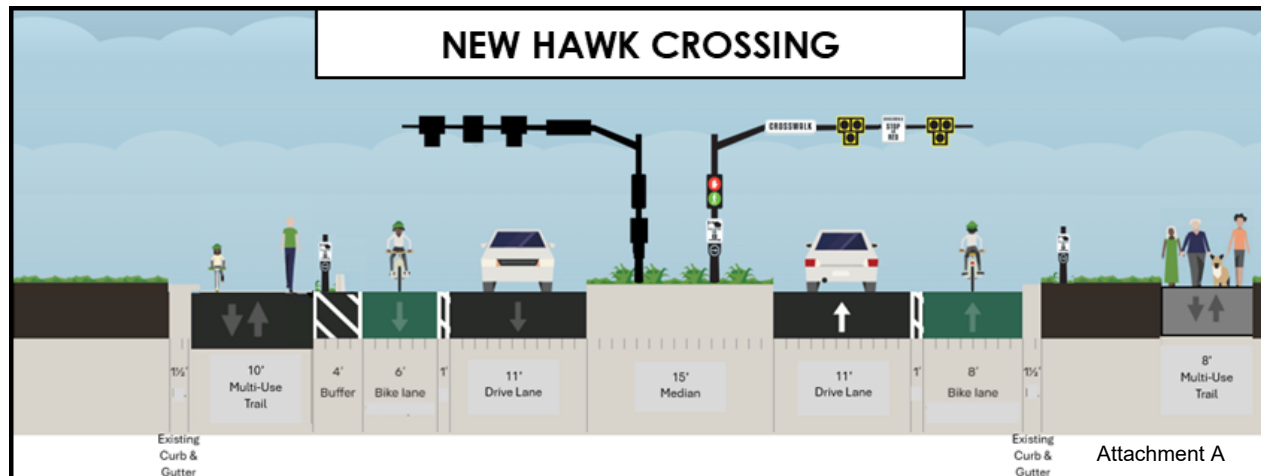 NEW HAWK CROSSING
CROSSWALK
STOP
RED
1½'
10'
Multi-Use
Trail
4'
Buffer
6'
Bike lane
1'
11'
Drive Lane
15'
Median
11'
Drive Lane
1'
8'
Bike lane
1½'
8'
Multi-Use
Trail
Existing
Curb &
Gutter
Existing
Curb &
Gutter
Attachment A